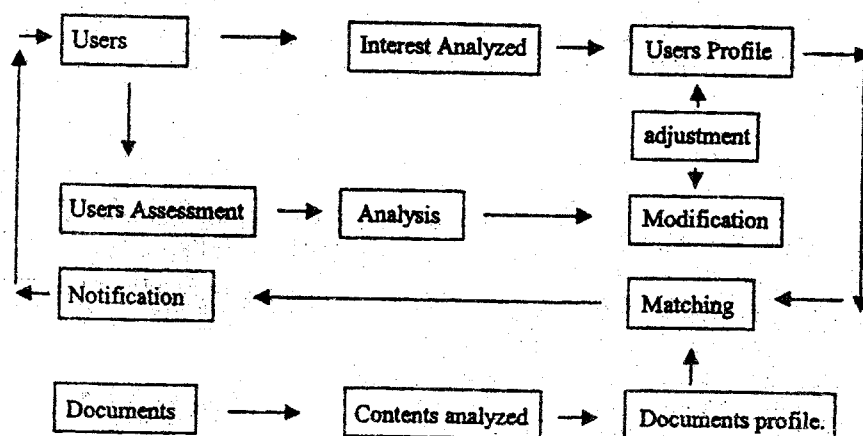 Users
Interest Analyzed
Users Profile
adjustment
Users Assessment
Analysis
Modification
Notification
Matching
Documents
Contents analyzed
Documents profile.